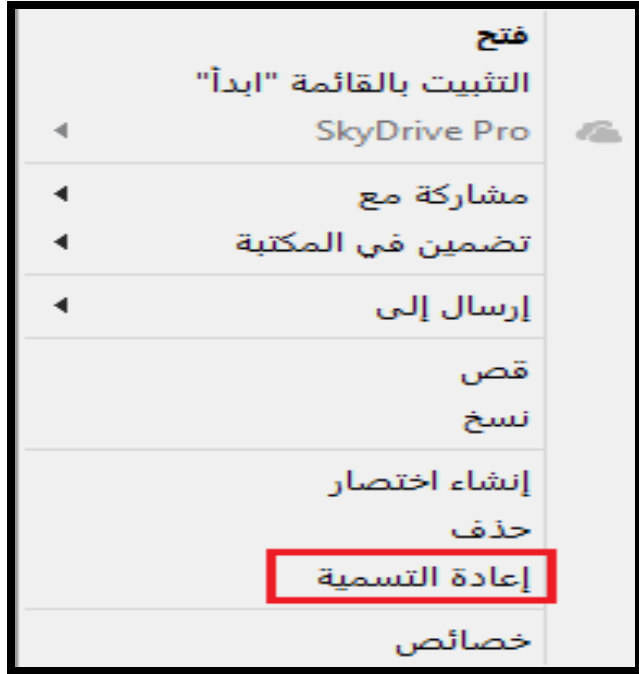 فتح
التثبيت بالقائمة "ابدأ"
SkyDrive Pro
مشاركة مع
تضمين في المكتبة
إرسال إلى
قص
نسخ
إنشاء اختصار
حذف
إعادة التسمية
خصائص